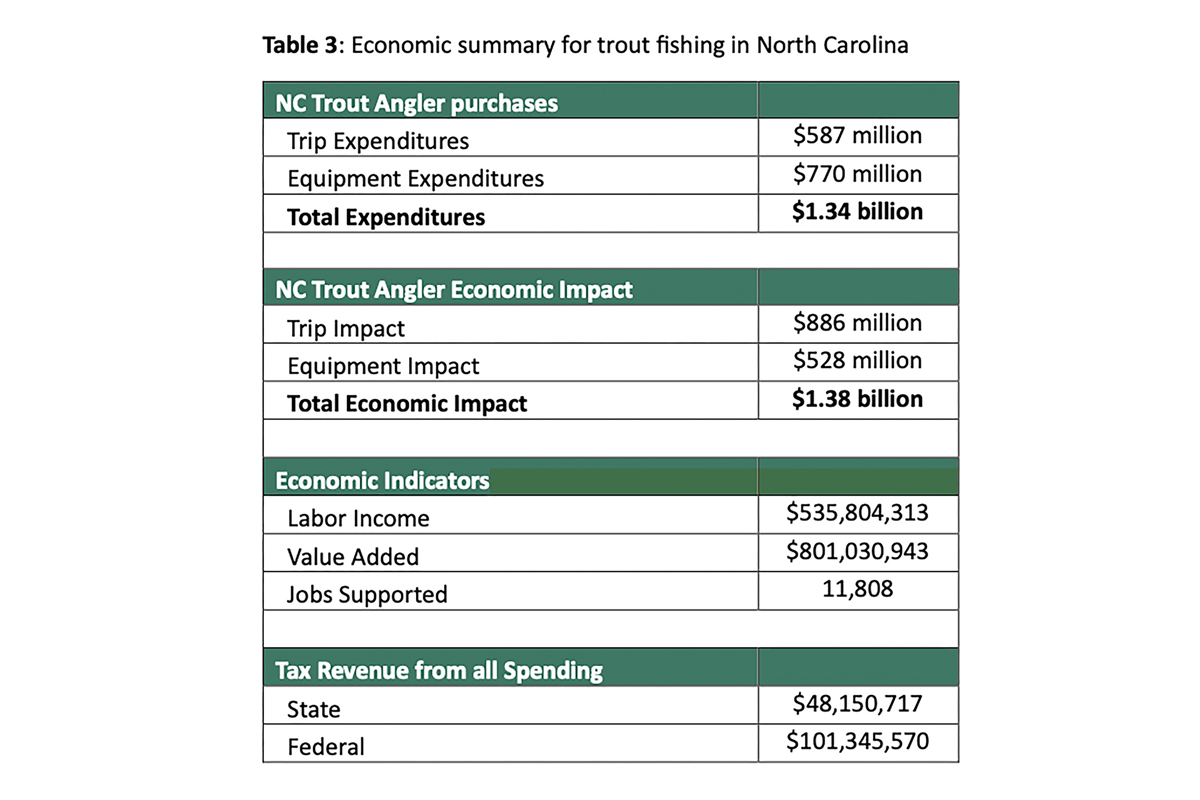 Table 3: Economic summary for trout fishing in North Carolina
NC Trout Angler purchases
Trip Expenditures $587 million
Equipment Expenditures $770 million
Total Expenditures $1.34 billion
NC Trout Angler Economic Impact
Trip Impact $886 million
Equipment Impact $528 million
Total Economic Impact $1.38 billion
Economic Indicators
Labor Income $535,804,313
Value Added $801,030,943
Jobs Supported 11,808
Tax Revenue from all Spending
State $48,150,717
Federal $101,345,570